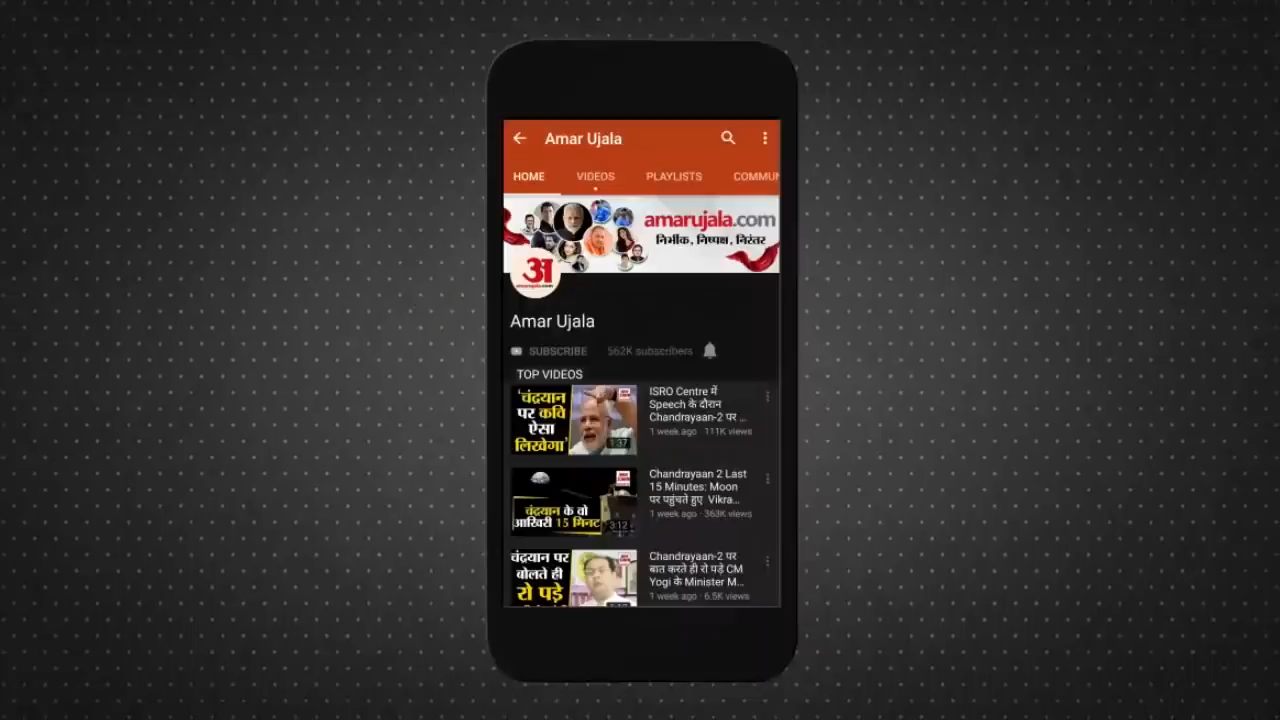 Amar Ujala
HOME VIDEOS PLAYLISTS COMMUN
amarujala.com
निर्भीक, निष्पक्ष, निरंतर
अ
amarujala.com
Amar Ujala
SUBSCRIBE 562K subscribers
TOP VIDEOS
'चंद्रयान
पर कवि
ऐसा
लिखेगा'
1:37
ISRO Centre में
Speech के दौरान
Chandrayaan-2 पर ...
1 week ago · 111K views
चंद्रयान के वो
आखिरी 15 मिनट
3:12
Chandrayaan 2 Last
15 Minutes: Moon
पर पहुंचते हुए Vikra...
1 week ago · 363K views
चंद्रयान पर
बोलते ही
रो पड़े
Chandrayaan-2 पर
बात करते ही रो पड़े CM
Yogi के Minister M...
1 week ago · 6.5K views